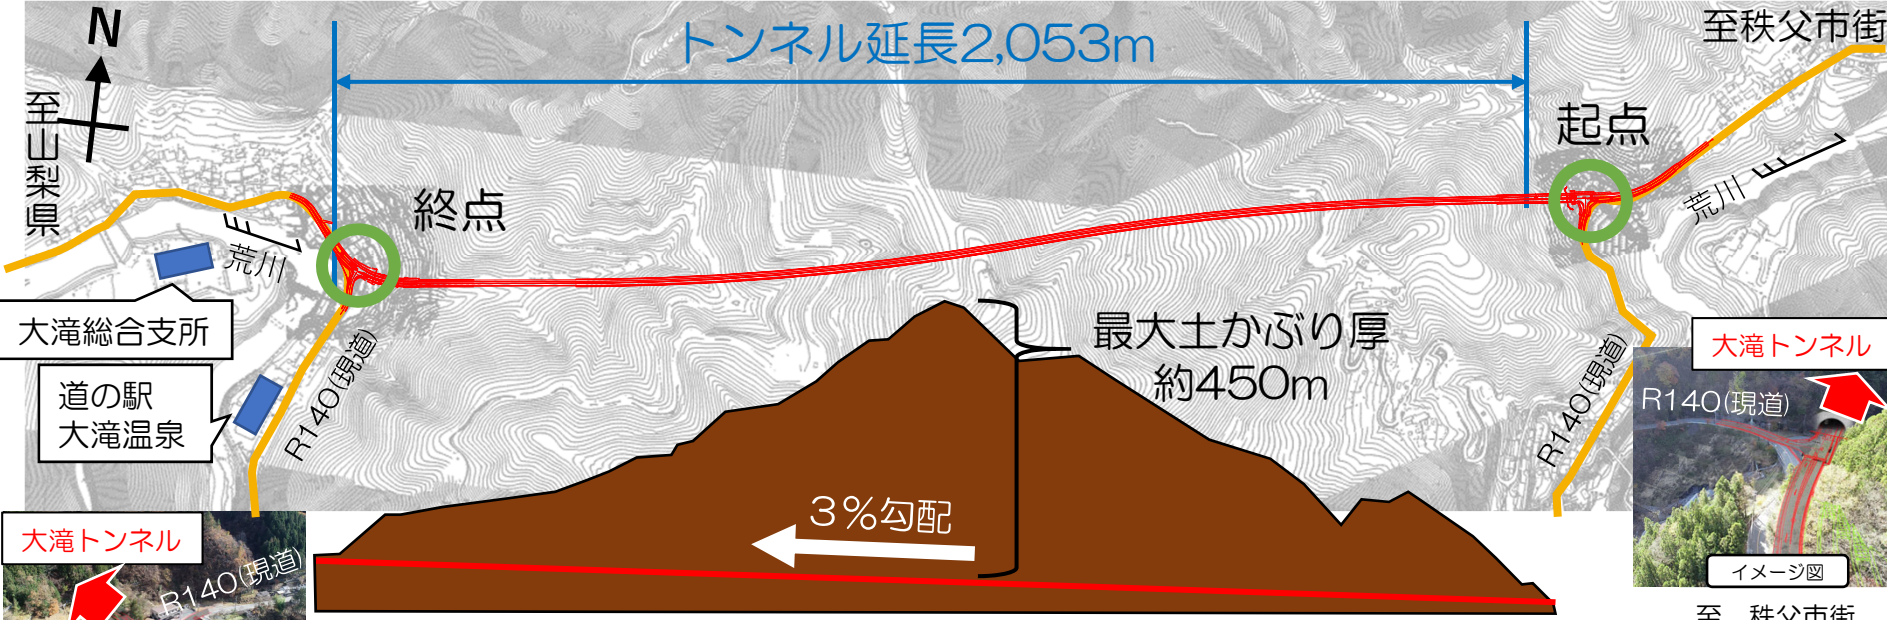 N
トンネル延長2,053m
至秩父市街
至山梨県
起点
終点
荒川
荒川
大滝総合支所
道の駅
大滝温泉
R140(現道)
最大土かぶり厚
約450m
3%勾配
R140(現道)
大滝トンネル
R140(現道)
イメージ図
至 秩父市街
大滝トンネル
R140(現道)